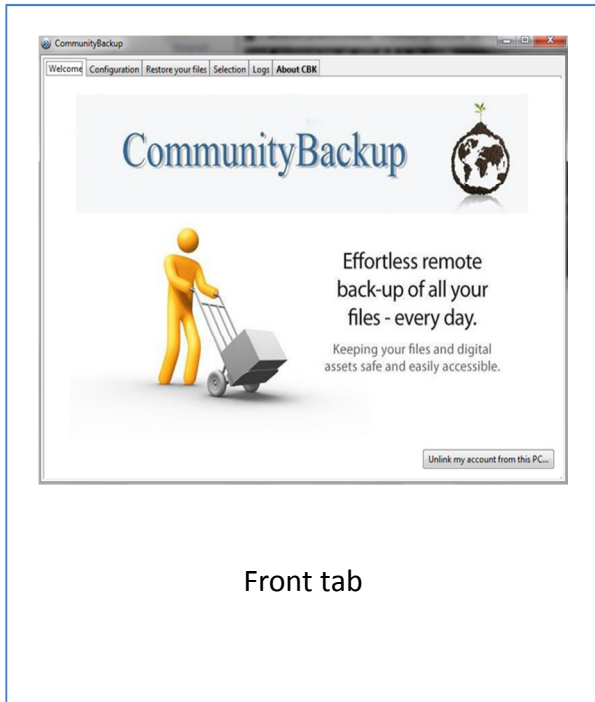 CommunityBackup
Welcome Configuration Restore your files Selection Logs About CBK
CommunityBackup
Effortless remote
back-up of all your
files - every day.
Keeping your files and digital
assets safe and easily accessible.
Unlink my account from this PC...
Front tab